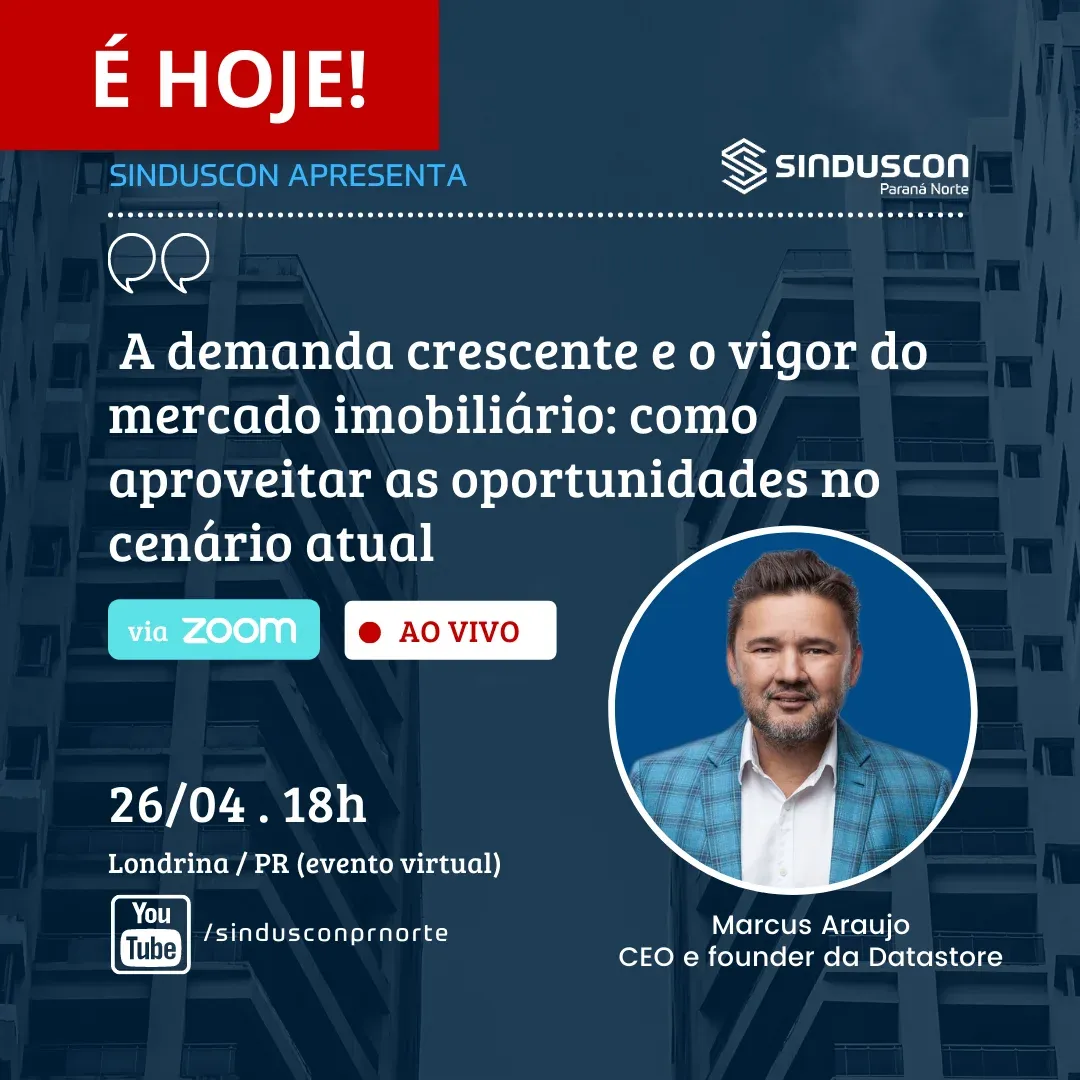 É HOJE!
SINDUSCON APRESENTA
SINDUSCON
Paraná Norte
A demanda crescente e o vigor do
mercado imobiliário: como
aproveitar as oportunidades no
cenário atual
via zoom
AO VIVO
26/04 . 18h
Londrina / PR (evento virtual)
You
Tube
/sindusconprnorte
Marcus Araujo
CEO e founder da Datastore